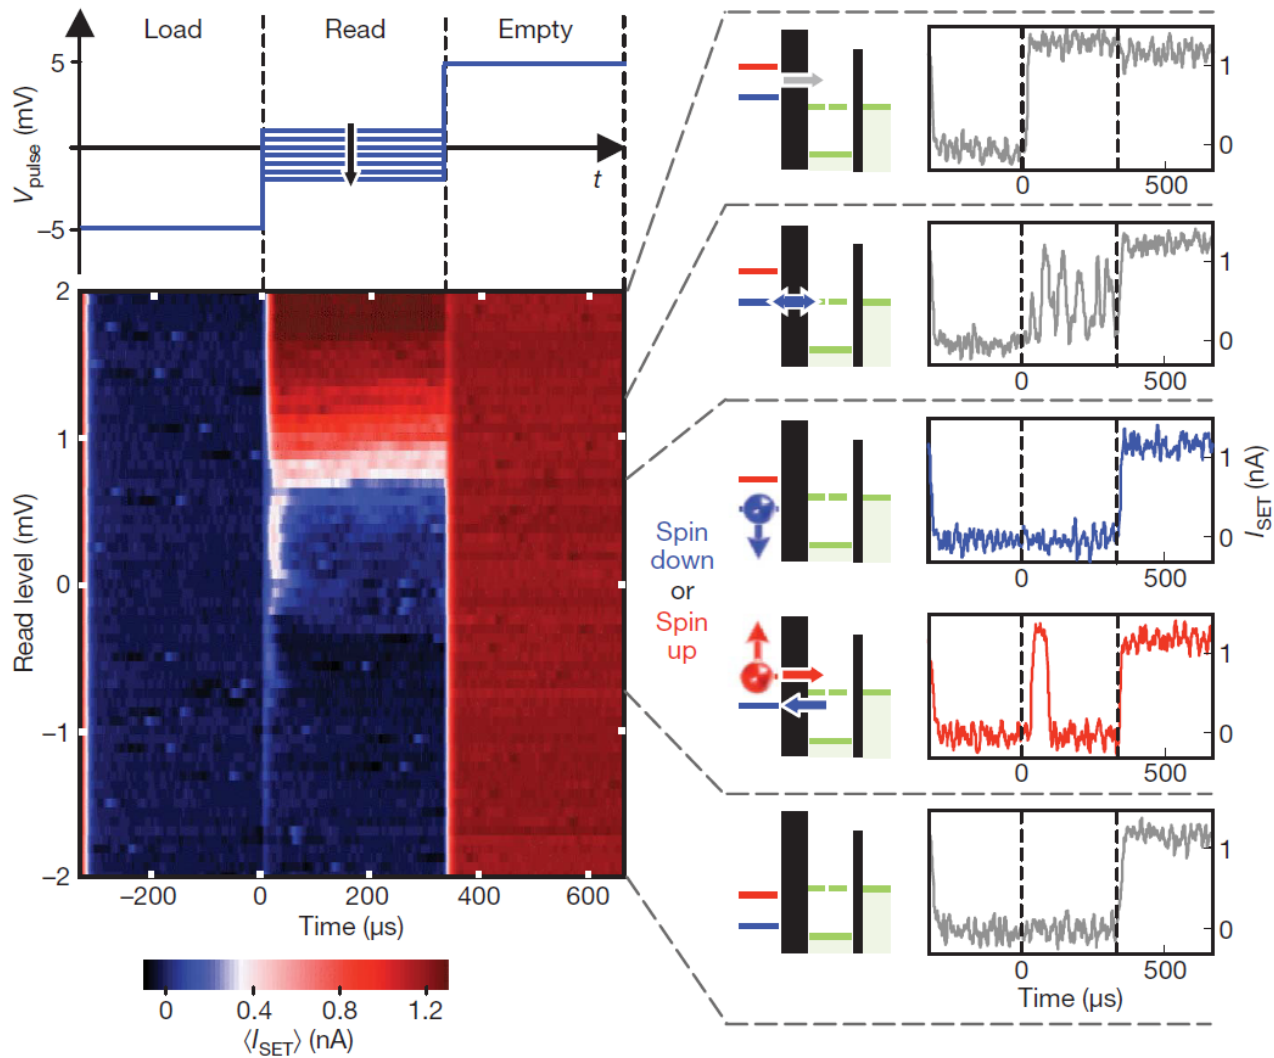 Load
Read
Empty
5
V_pulse (mV)
−5
t
2
1
0
−1
−2
Read level (mV)
−200
0
200
400
600
Time (µs)
0
0.4
0.8
1.2
⟨I_SET⟩ (nA)
Spin
down
or
Spin
up
1
0
0
500
1
0
0
500
1
0
0
500
1
0
0
500
1
0
0
500
I_SET (nA)
Time (µs)